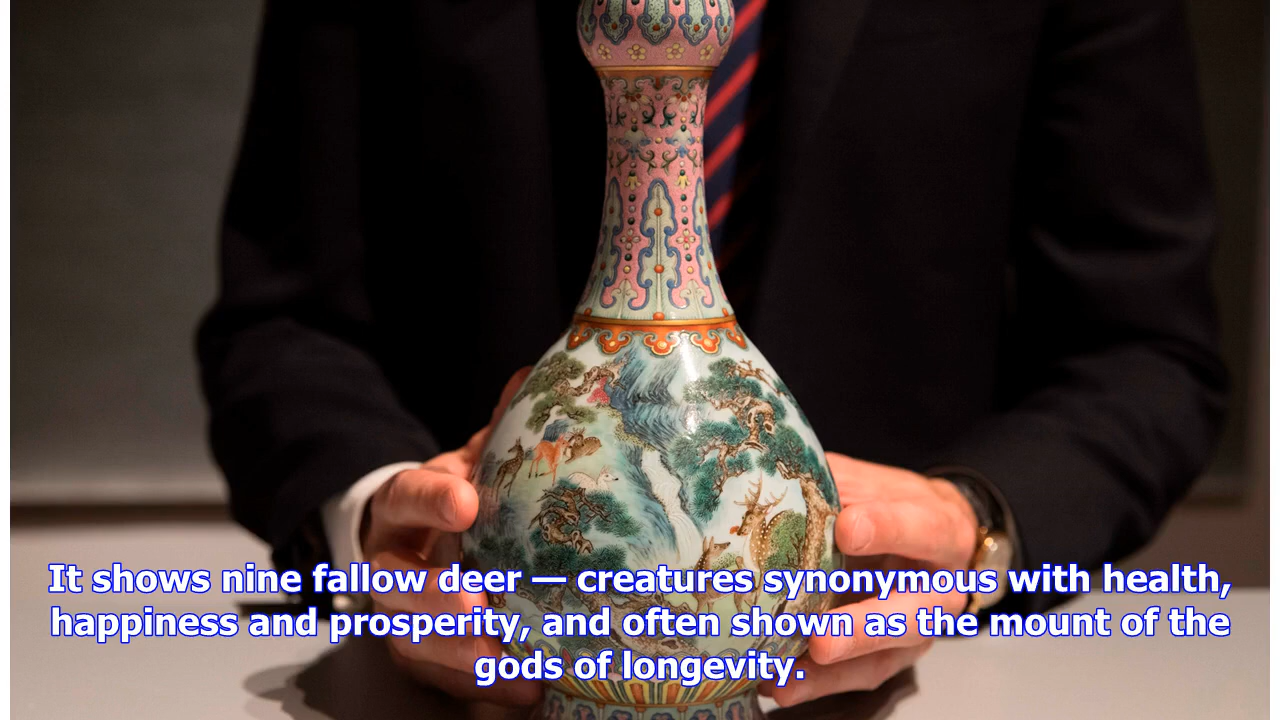 It shows nine fallow deer — creatures synonymous with health,
happiness and prosperity, and often shown as the mount of the
gods of longevity.